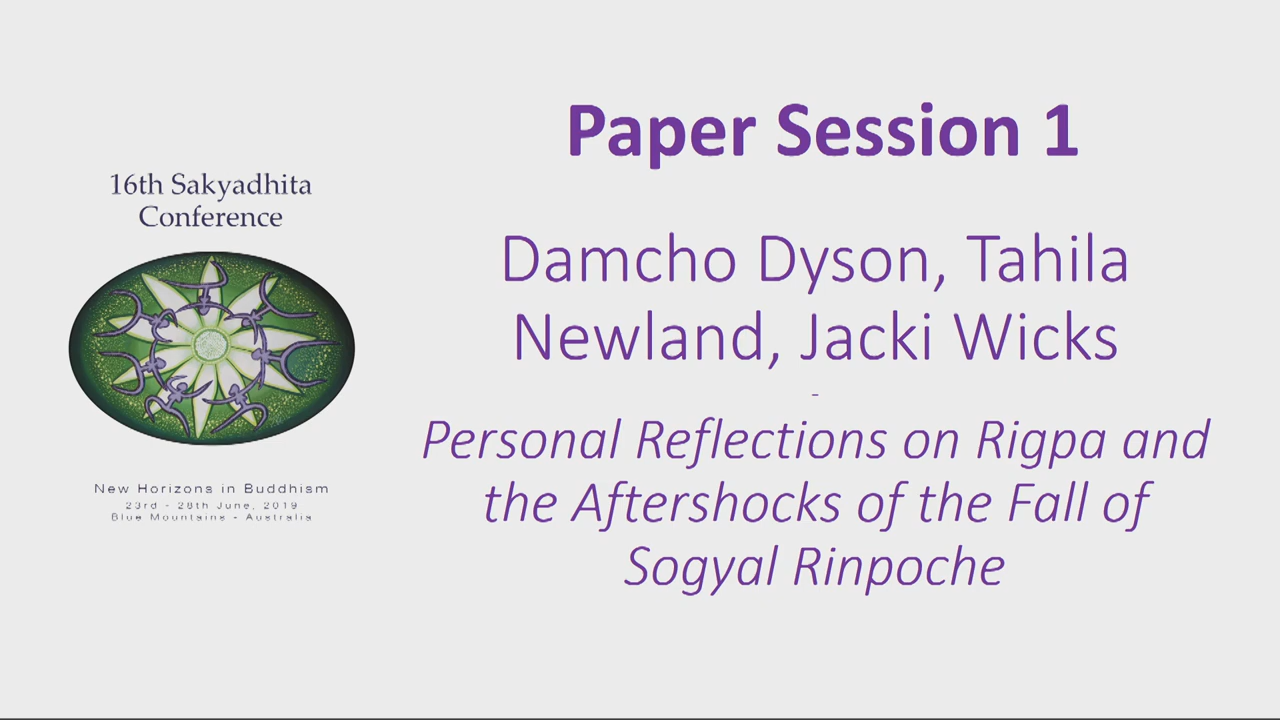 Paper Session 1
16th Sakyadhita
Conference
Damcho Dyson, Tahila
Newland, Jacki Wicks
-
Personal Reflections on Rigpa and
the Aftershocks of the Fall of
Sogyal Rinpoche
New Horizons in Buddhism
23rd - 28th June, 2019
Blue Mountains - Australia